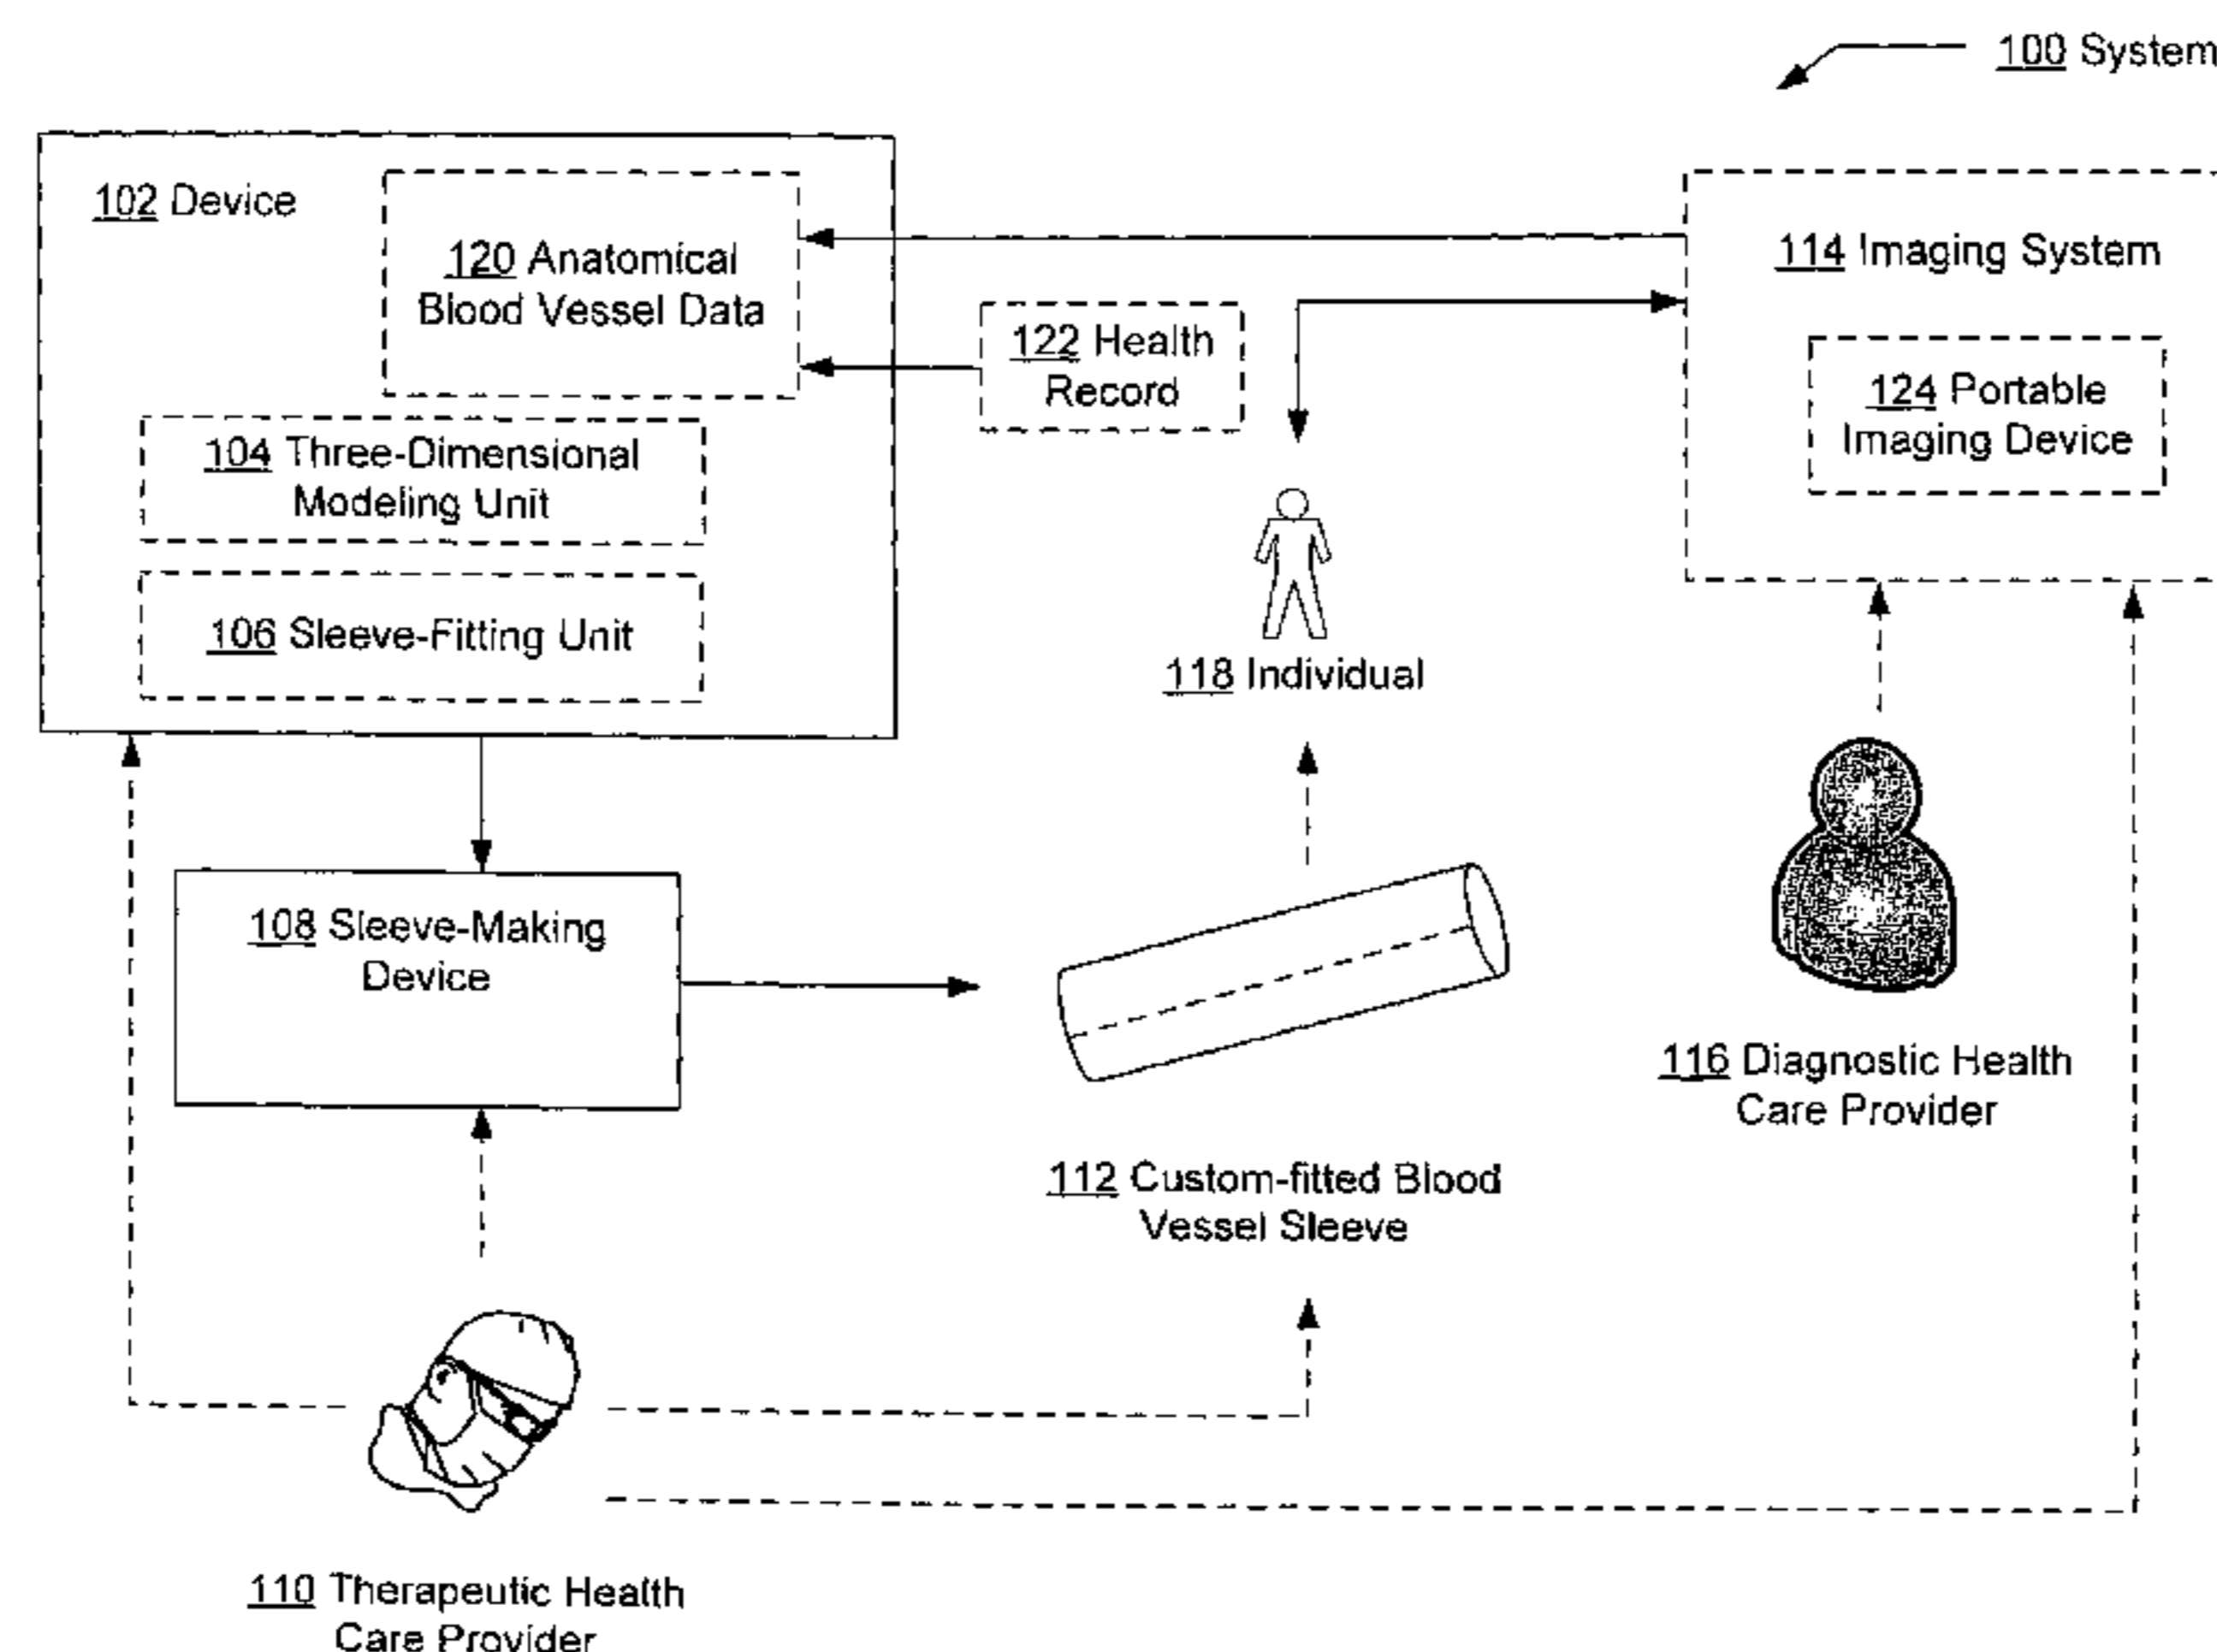 100 System
102 Device
120 Anatomical
Blood Vessel Data
114 Imaging System
122 Health
Record
124 Portable
Imaging Device
104 Three-Dimensional
Modeling Unit
106 Sleeve-Fitting Unit
118 Individual
108 Sleeve-Making
Device
116 Diagnostic Health
Care Provider
112 Custom-fitted Blood
Vessel Sleeve
110 Therapeutic Health
Care Provider